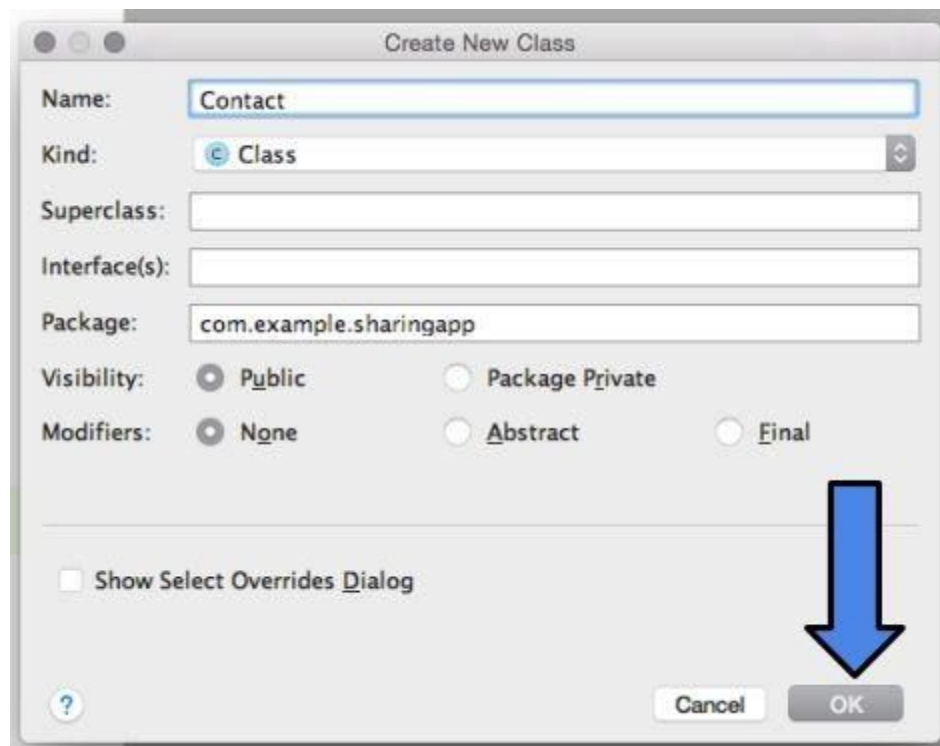 Create New Class
Name: Contact
Kind: C Class
Superclass:
Interface(s):
Package: com.example.sharingapp
Visibility: Public Package Private
Modifiers: None Abstract Final
Show Select Overrides Dialog
? Cancel OK